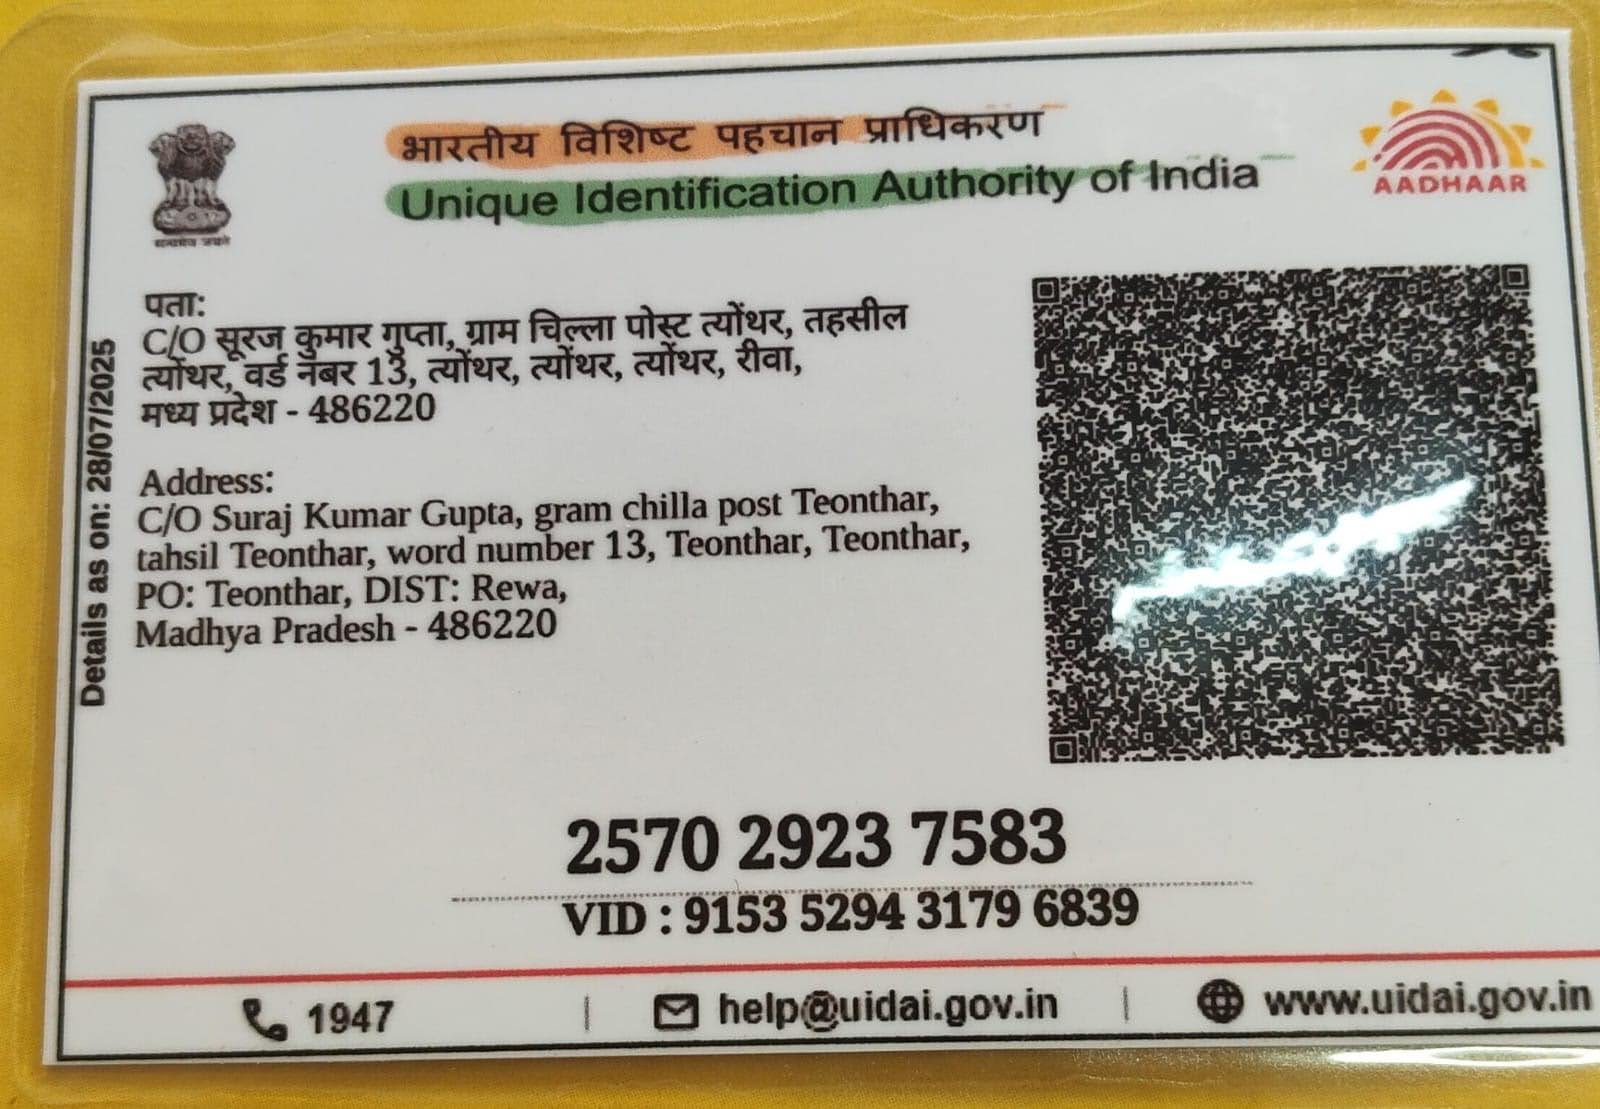 भारतीय विशिष्ट पहचान प्राधिकरण
Unique Identification Authority of India
AADHAAR
सत्यमेव जयते
Details as on: 28/07/2025
पता:
C/O सूरज कुमार गुप्ता, ग्राम चिल्ला पोस्ट त्योंथर, तहसील
त्योंथर, वर्ड नंबर 13, त्योंथर, त्योंथर, त्योंथर, रीवा,
मध्य प्रदेश - 486220
Address:
C/O Suraj Kumar Gupta, gram chilla post Teonthar,
tahsil Teonthar, word number 13, Teonthar, Teonthar,
PO: Teonthar, DIST: Rewa,
Madhya Pradesh - 486220
2570 2923 7583
VID : 9153 5294 3179 6839
1947 | help@uidai.gov.in | www.uidai.gov.in